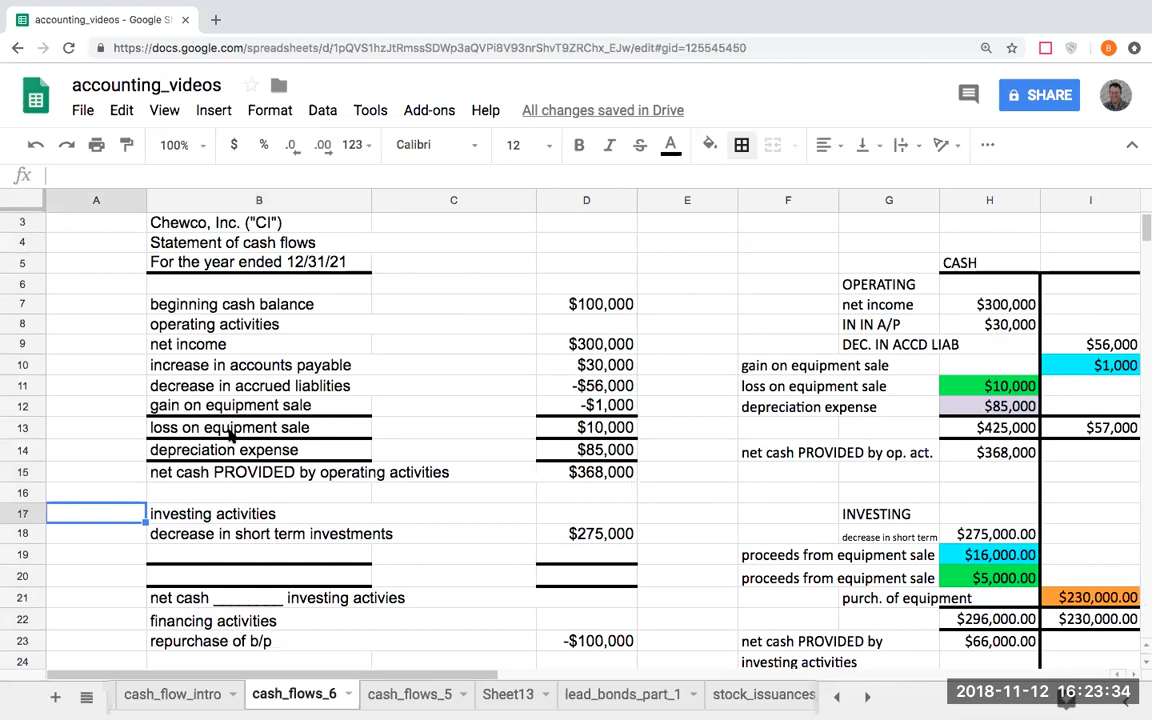 accounting_videos - Google S
https://docs.google.com/spreadsheets/d/1pQVS1hzJtRmssSDWp3aQVPi8V93nrShvT9ZRChx_EJw/edit#gid=125545450
accounting_videos
SHARE
File Edit View Insert Format Data Tools Add-ons Help All changes saved in Drive
100% $ % .0 .00 123 Calibri 12 B I S A
fx
A B C D E F G H I
3 Chewco, Inc. ("CI")
4 Statement of cash flows
5 For the year ended 12/31/21 CASH
6 OPERATING
7 beginning cash balance $100,000 net income $300,000
8 operating activities IN IN A/P $30,000
9 net income $300,000 DEC. IN ACCD LIAB $56,000
10 increase in accounts payable $30,000 gain on equipment sale $1,000
11 decrease in accrued liablities -$56,000 loss on equipment sale $10,000
12 gain on equipment sale -$1,000 depreciation expense $85,000
13 loss on equipment sale $10,000 $425,000 $57,000
14 depreciation expense $85,000 net cash PROVIDED by op. act. $368,000
15 net cash PROVIDED by operating activities $368,000
16
17 investing activities INVESTING
18 decrease in short term investments $275,000 decrease in short term $275,000.00
19 proceeds from equipment sale $16,000.00
20 proceeds from equipment sale $5,000.00
21 net cash ________ investing activies purch. of equipment $230,000.00
22 financing activities $296,000.00 $230,000.00
23 repurchase of b/p -$100,000 net cash PROVIDED by $66,000.00
24 investing activities
cash_flow_intro cash_flows_6 cash_flows_5 Sheet13 lead_bonds_part_1 stock_issuances
2018-11-12 16:23:34